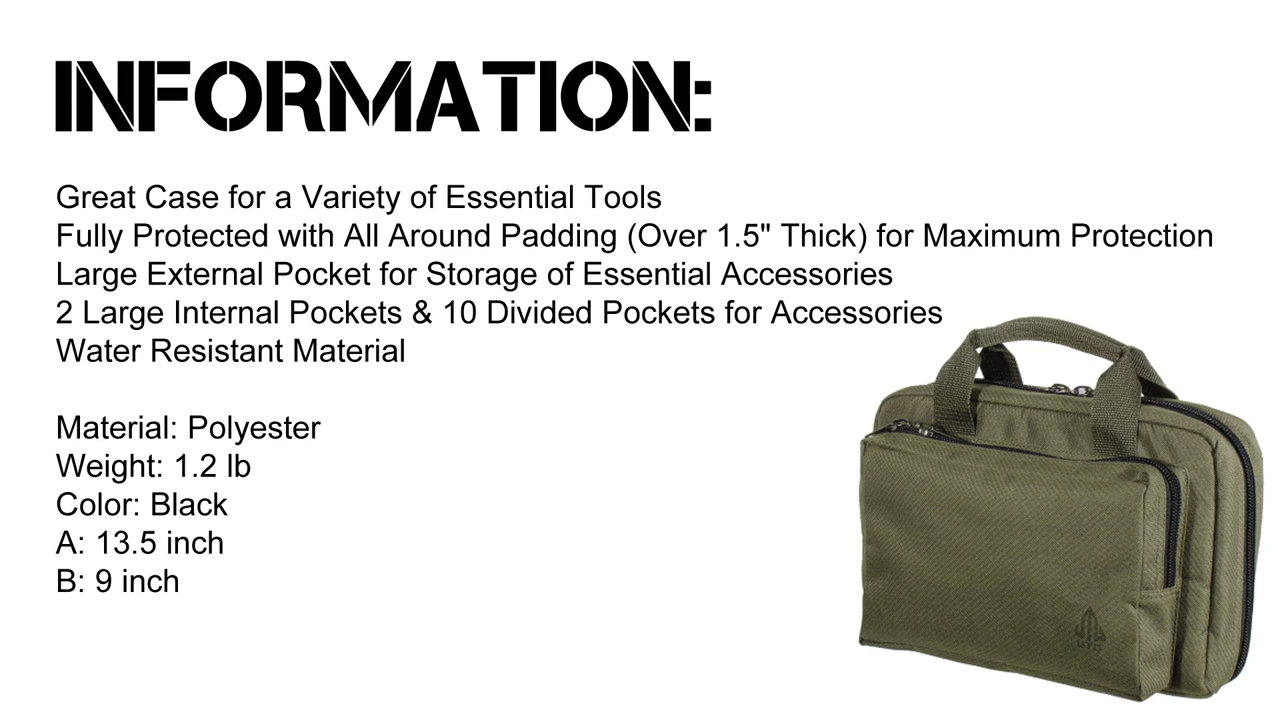 INFORMATION:
Great Case for a Variety of Essential Tools
Fully Protected with All Around Padding (Over 1.5" Thick) for Maximum Protection
Large External Pocket for Storage of Essential Accessories
2 Large Internal Pockets & 10 Divided Pockets for Accessories
Water Resistant Material
Material: Polyester
Weight: 1.2 lb
Color: Black
A: 13.5 inch
B: 9 inch
UTG